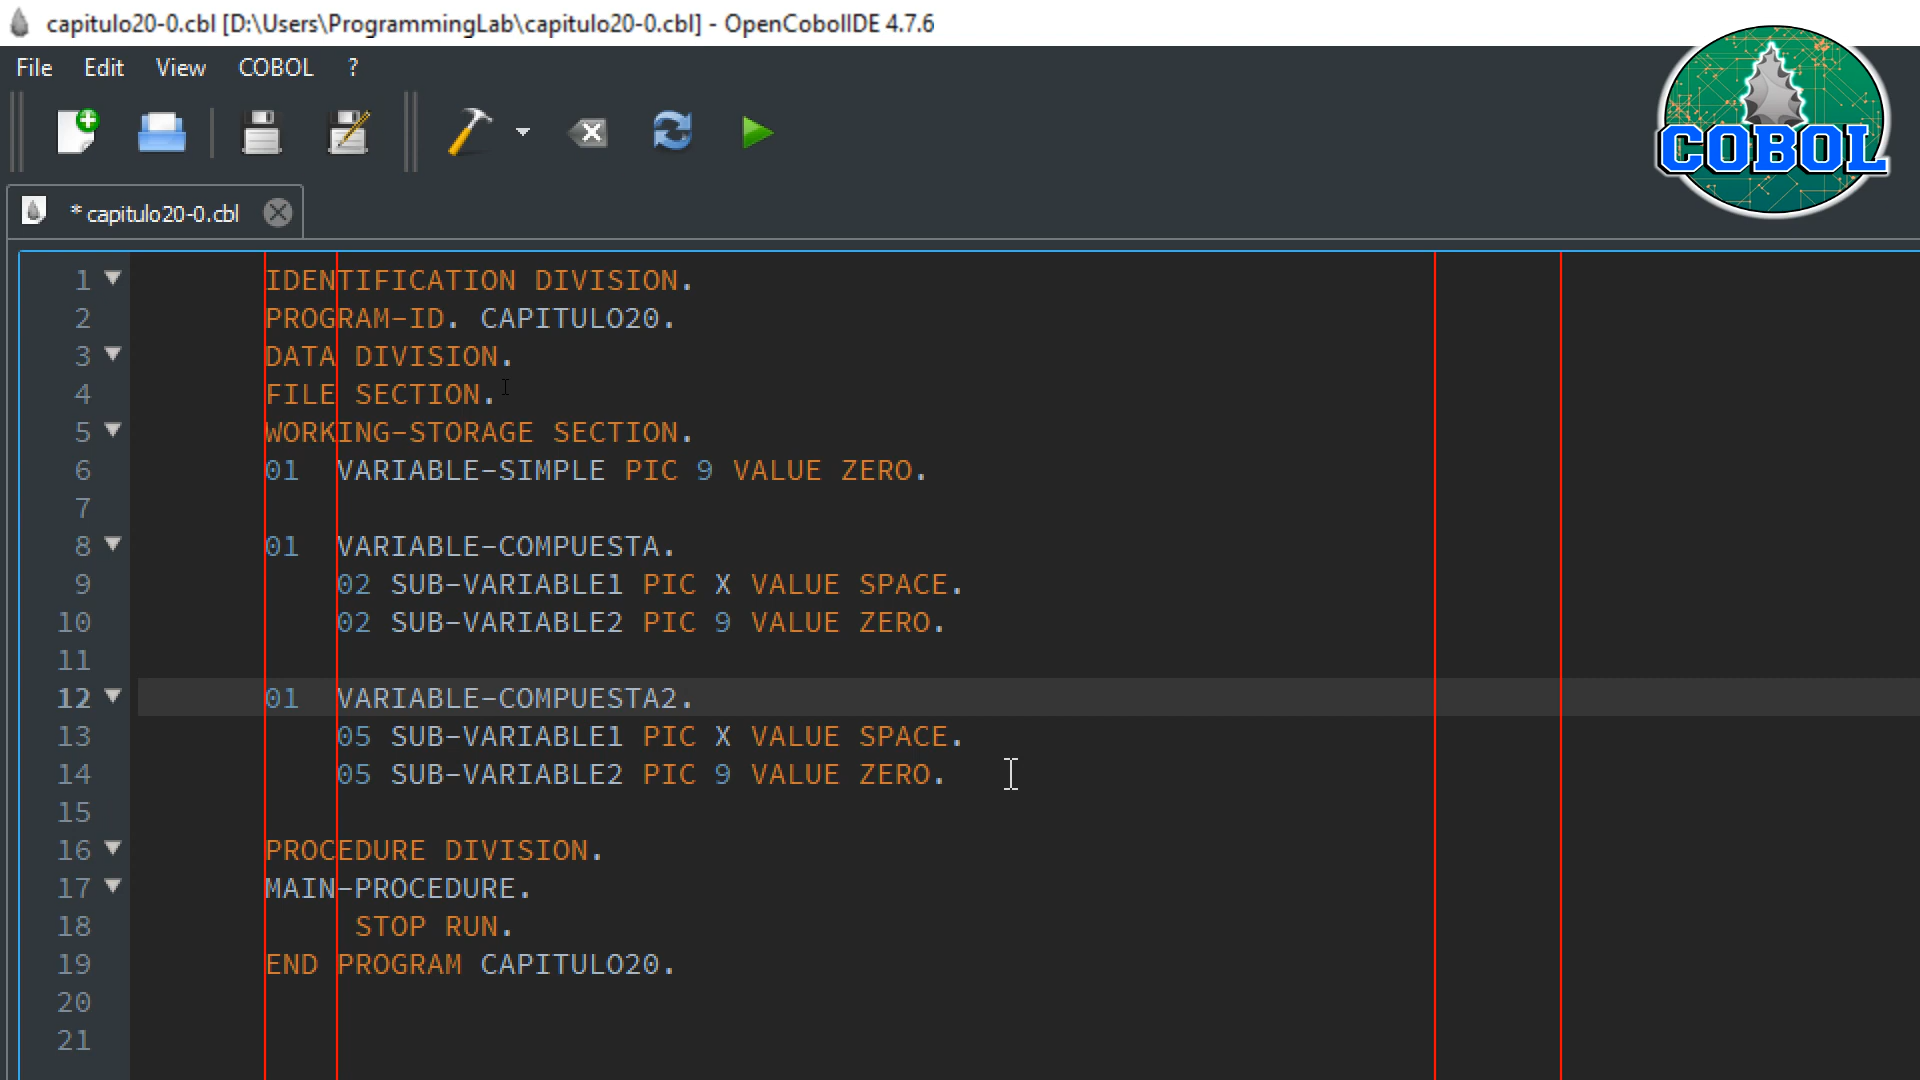 capitulo20-0.cbl [D:\Users\ProgrammingLab\capitulo20-0.cbl] - OpenCobolIDE 4.7.6
File Edit View COBOL ?
COBOL
* capitulo20-0.cbl
1 IDENTIFICATION DIVISION.
2 PROGRAM-ID. CAPITULO20.
3 DATA DIVISION.
4 FILE SECTION.
5 WORKING-STORAGE SECTION.
6 01 VARIABLE-SIMPLE PIC 9 VALUE ZERO.
7
8 01 VARIABLE-COMPUESTA.
9 02 SUB-VARIABLE1 PIC X VALUE SPACE.
10 02 SUB-VARIABLE2 PIC 9 VALUE ZERO.
11
12 01 VARIABLE-COMPUESTA2.
13 05 SUB-VARIABLE1 PIC X VALUE SPACE.
14 05 SUB-VARIABLE2 PIC 9 VALUE ZERO.
15
16 PROCEDURE DIVISION.
17 MAIN-PROCEDURE.
18 STOP RUN.
19 END PROGRAM CAPITULO20.
20
21